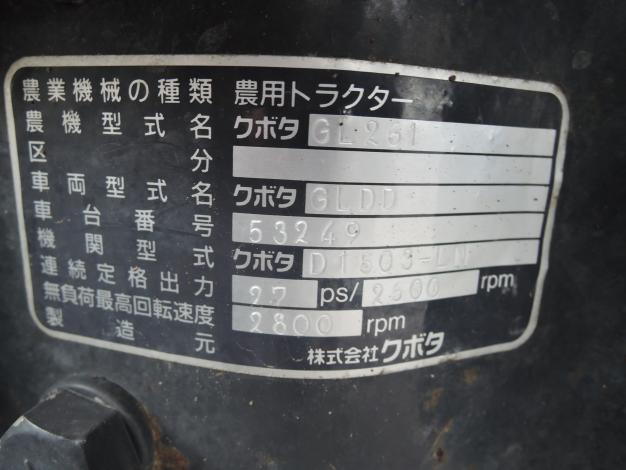 農業機械の種類 農用トラクター
農機型式名 クボタ GL261
区分
車両型式名 クボタ GLDD
車台番号 53249
機関型式 クボタ D1503-LN
連続定格出力 27 ps/2600 rpm
無負荷最高回転速度 2800 rpm
製造元 株式会社クボタ